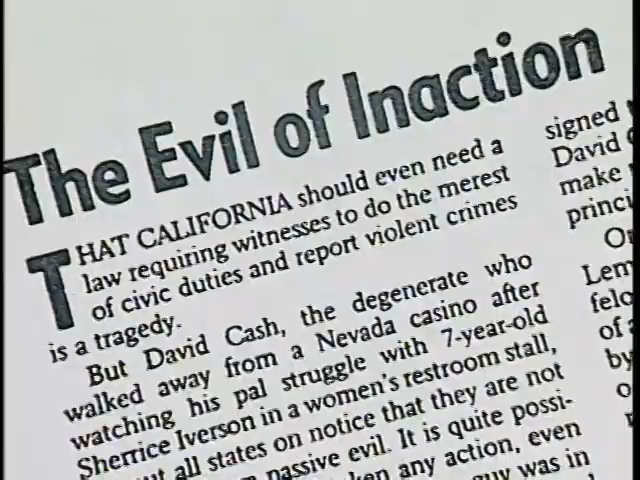 The Evil of Inaction
THAT CALIFORNIA should even need a
law requiring witnesses to do the merest
of civic duties and report violent crimes
is a tragedy.
But David Cash, the degenerate who
walked away from a Nevada casino after
watching his pal struggle with 7-year-old
Sherrice Iverson in a women's restroom stall,
all states on notice that they are not
passive evil. It is quite possi-
any action, even
guy was in
signed
David
make
princi
Or
Lem
felo
of a
by